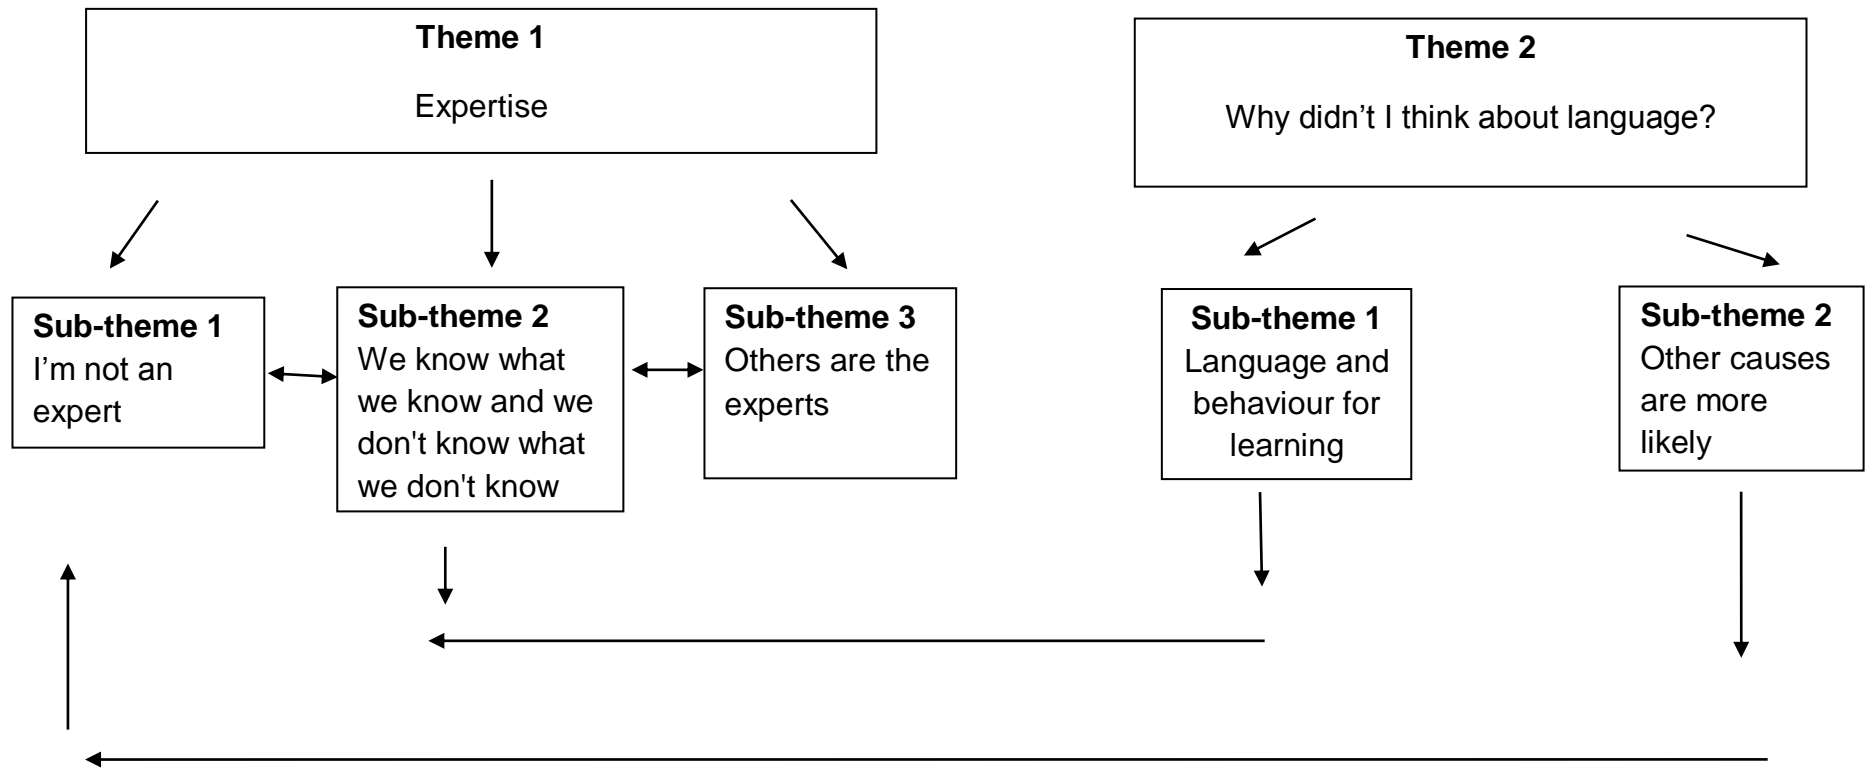 Theme 1
Expertise
Theme 2
Why didn’t I think about language?
Sub-theme 1
I’m not an
expert
Sub-theme 2
We know what
we know and we
don't know what
we don't know
Sub-theme 3
Others are the
experts
Sub-theme 1
Language and
behaviour for
learning
Sub-theme 2
Other causes
are more
likely